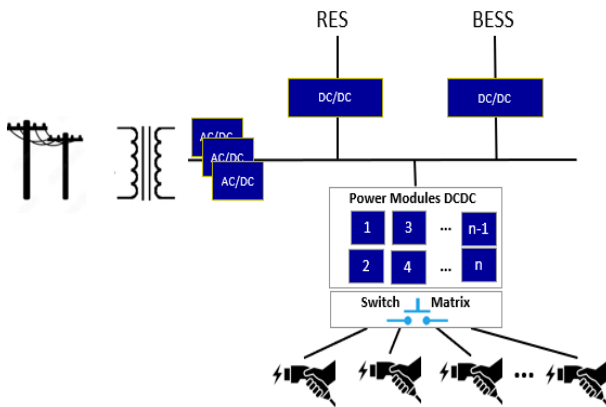 RES
BESS
DC/DC
DC/DC
AC/DC
AC/DC
AC/DC
Power Modules DCDC
1 3 ... n-1
2 4 ... n
Switch Matrix
...